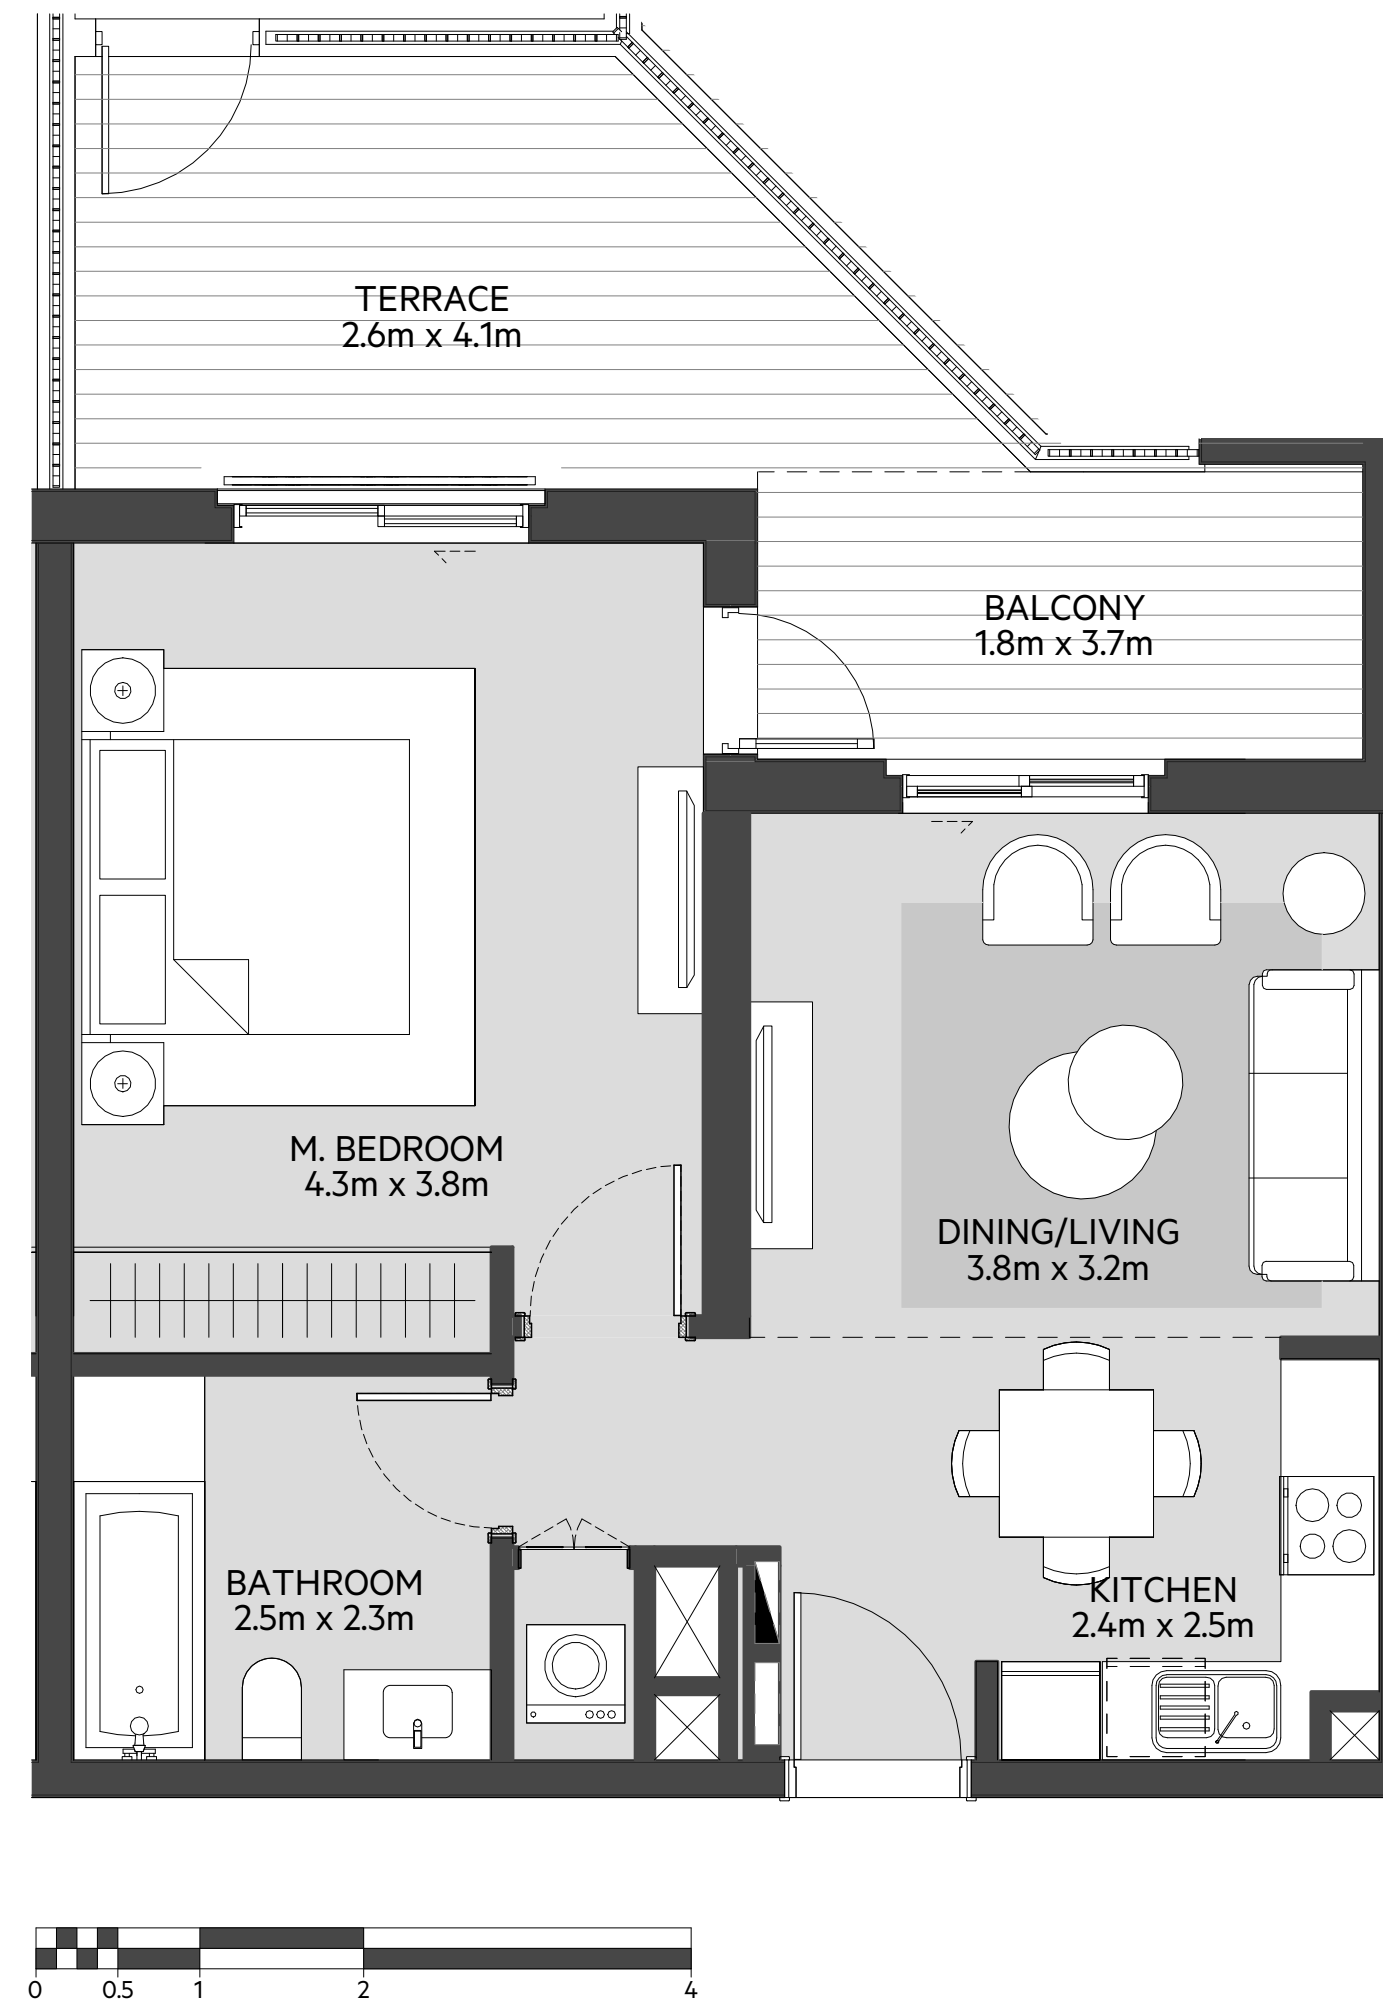 TERRACE
2.6m x 4.1m
BALCONY
1.8m x 3.7m
M. BEDROOM
4.3m x 3.8m
DINING/LIVING
3.8m x 3.2m
BATHROOM
2.5m x 2.3m
KITCHEN
2.4m x 2.5m
0 0.5 1 2 4